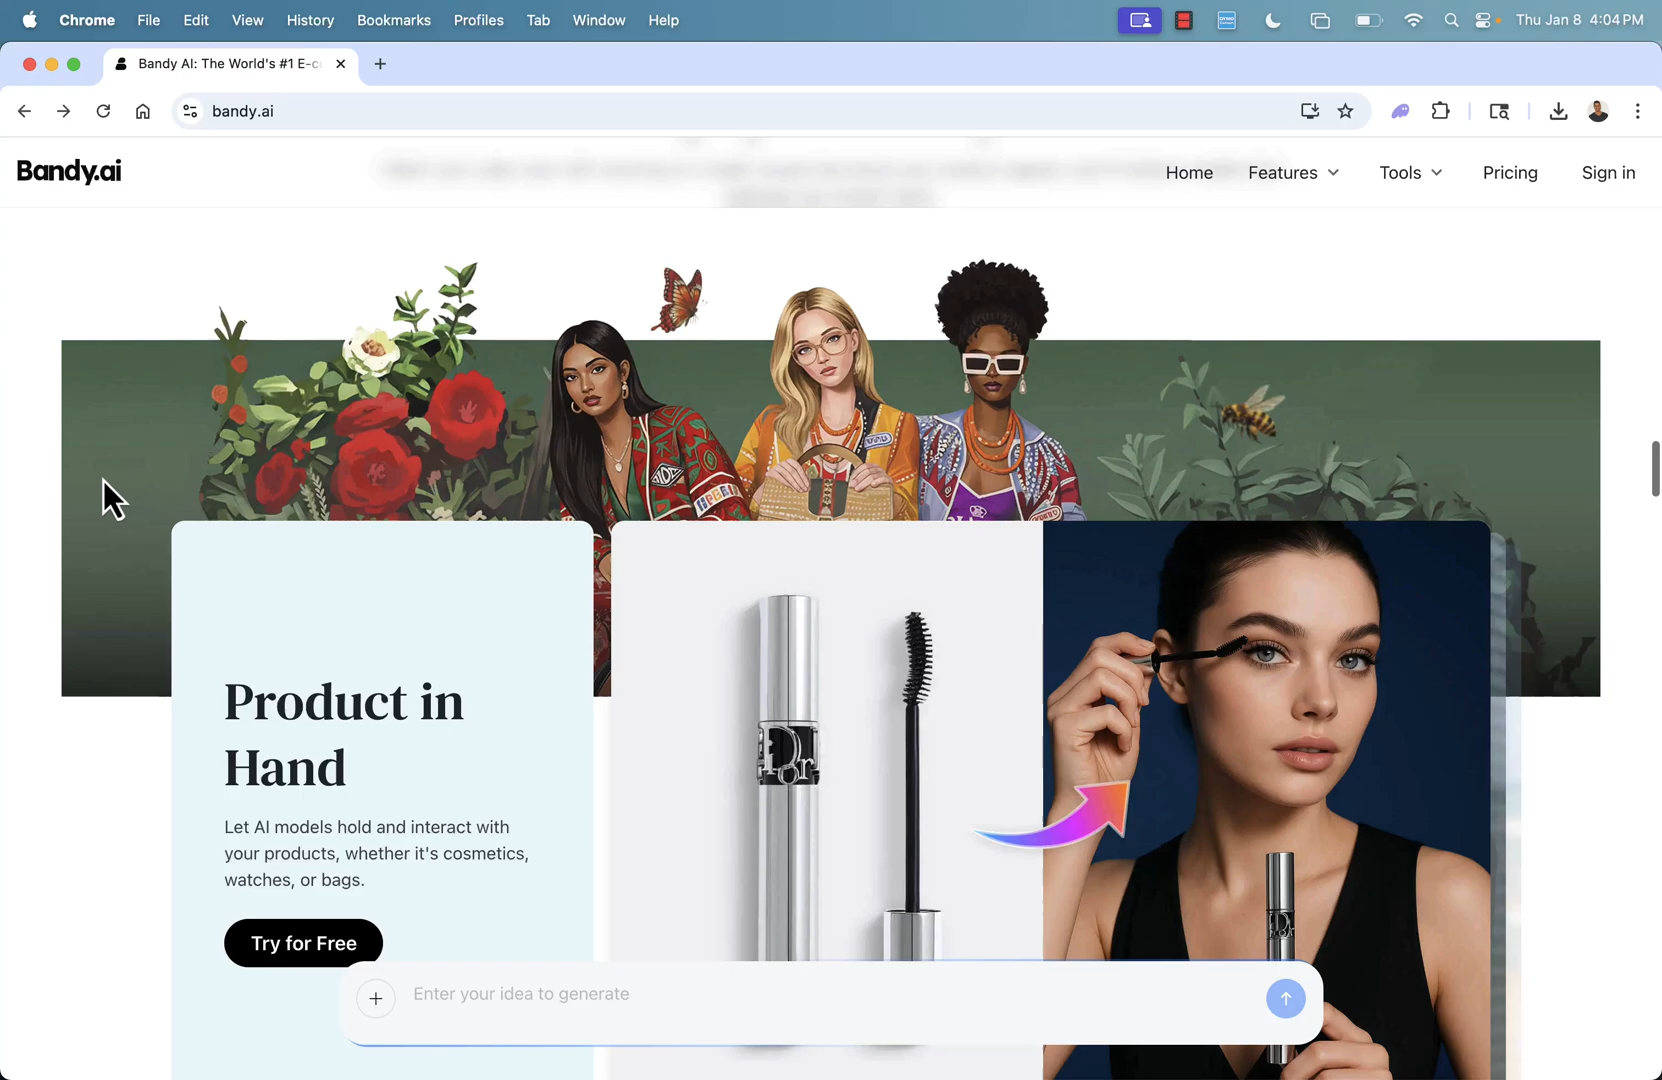 Chrome File Edit View History Bookmarks Profiles Tab Window Help Thu Jan 8 4:04 PM
Bandy AI: The World's #1 E-c
bandy.ai
Bandy.ai Home Features Tools Pricing Sign in
Product in
Hand
Let AI models hold and interact with
your products, whether it's cosmetics,
watches, or bags.
Try for Free
Enter your idea to generate
Dior